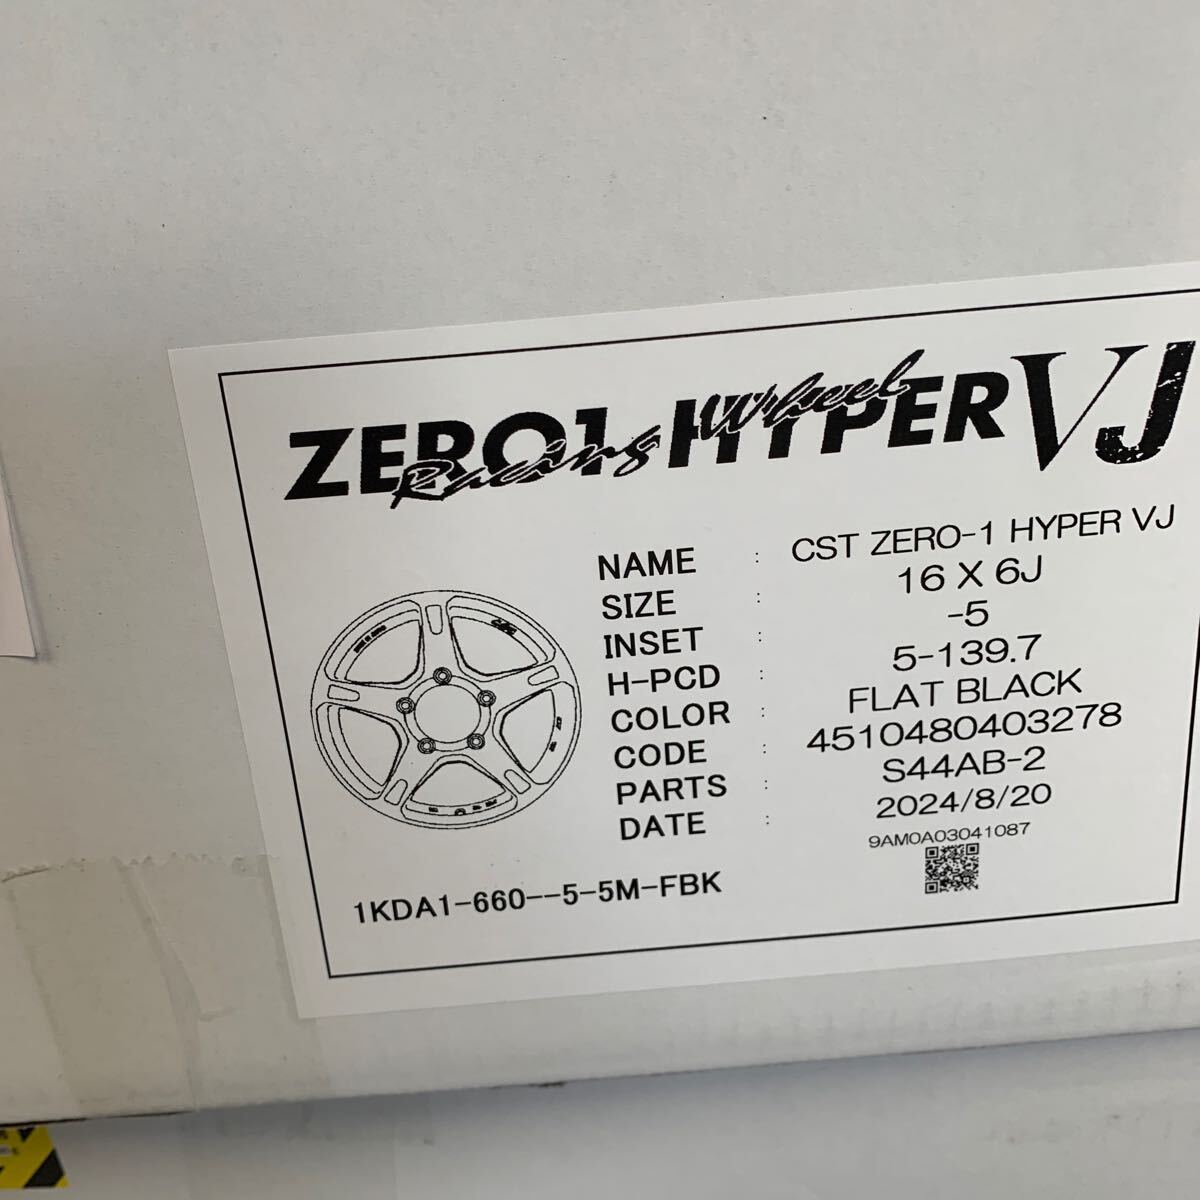 ZERO1 HYPER VJ
Racing Wheel
NAME : CST ZERO-1 HYPER VJ
SIZE : 16 X 6J
INSET : -5
H-PCD : 5-139.7
COLOR : FLAT BLACK
CODE : 4510480403278
PARTS : S44AB-2
DATE : 2024/8/20
9AM0A03041087
1KDA1-660--5-5M-FBK